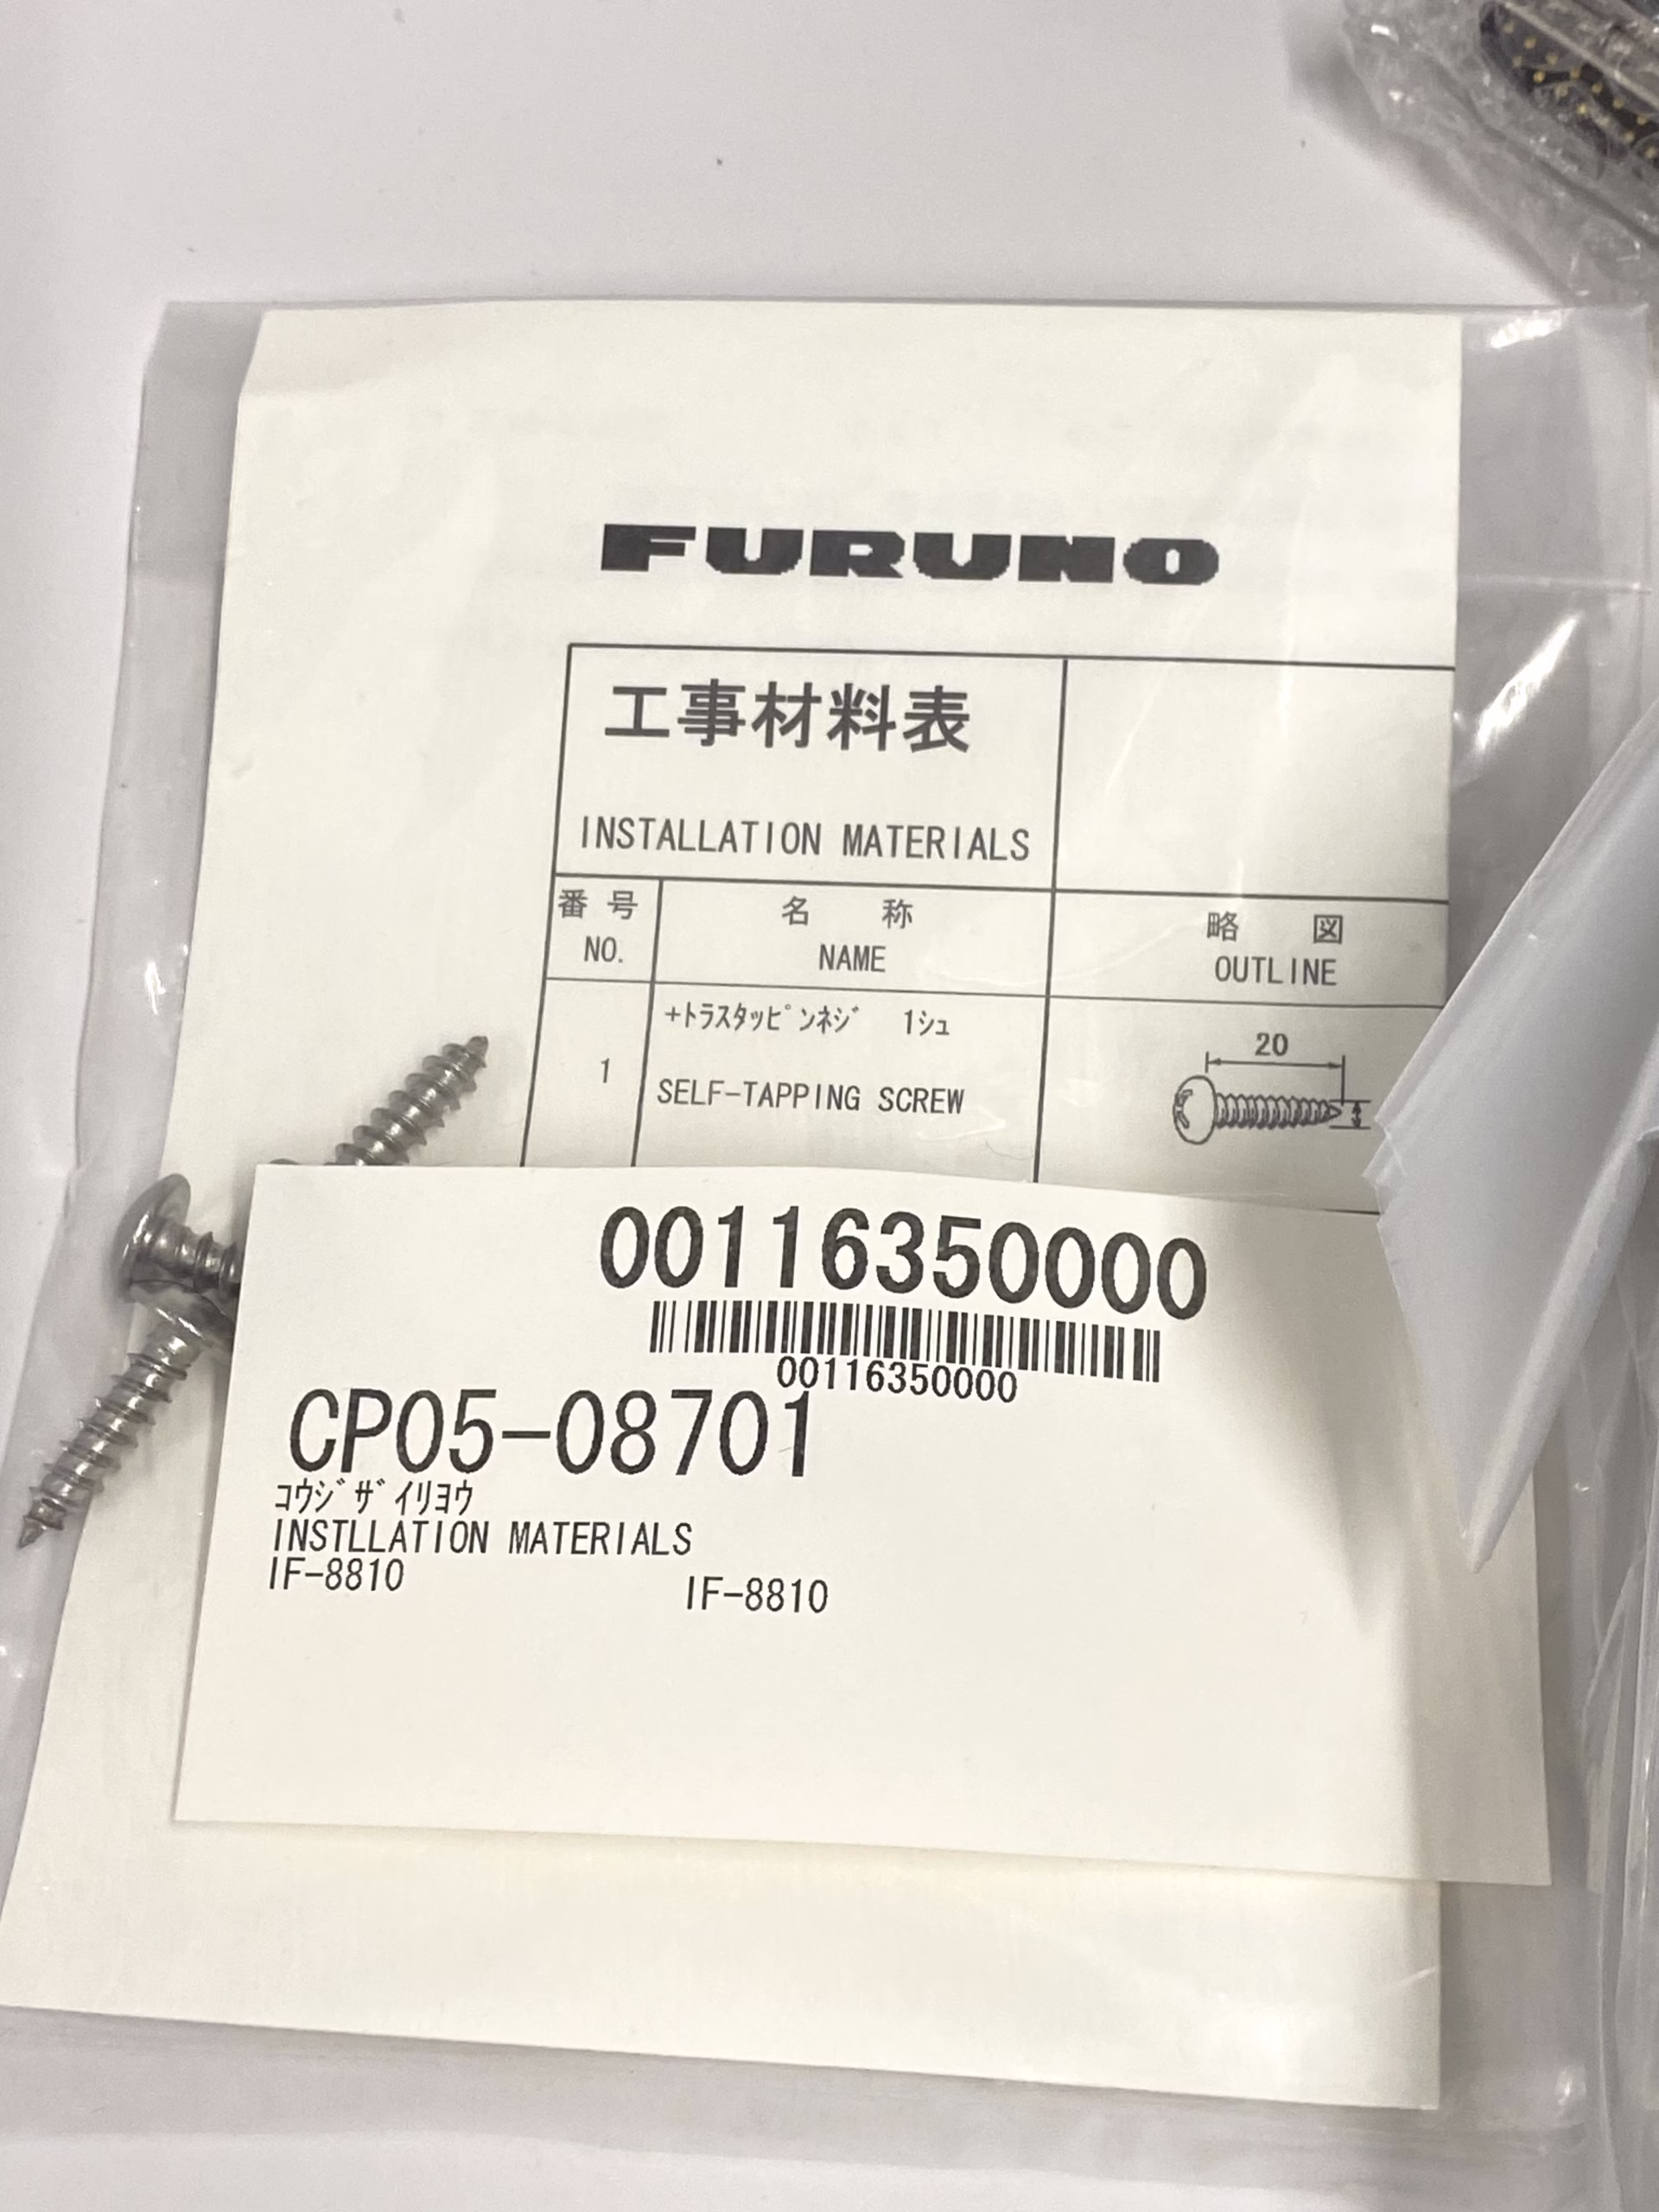 FURUNO
工事材料表
INSTALLATION MATERIALS
番号 名称 略図
NO. NAME OUTLINE
1 +トラスタッピンネジ 1シュ
SELF-TAPPING SCREW
20
00116350000
00116350000
CP05-08701
コウジザイリヨウ
INSTLLATION MATERIALS
IF-8810 IF-8810